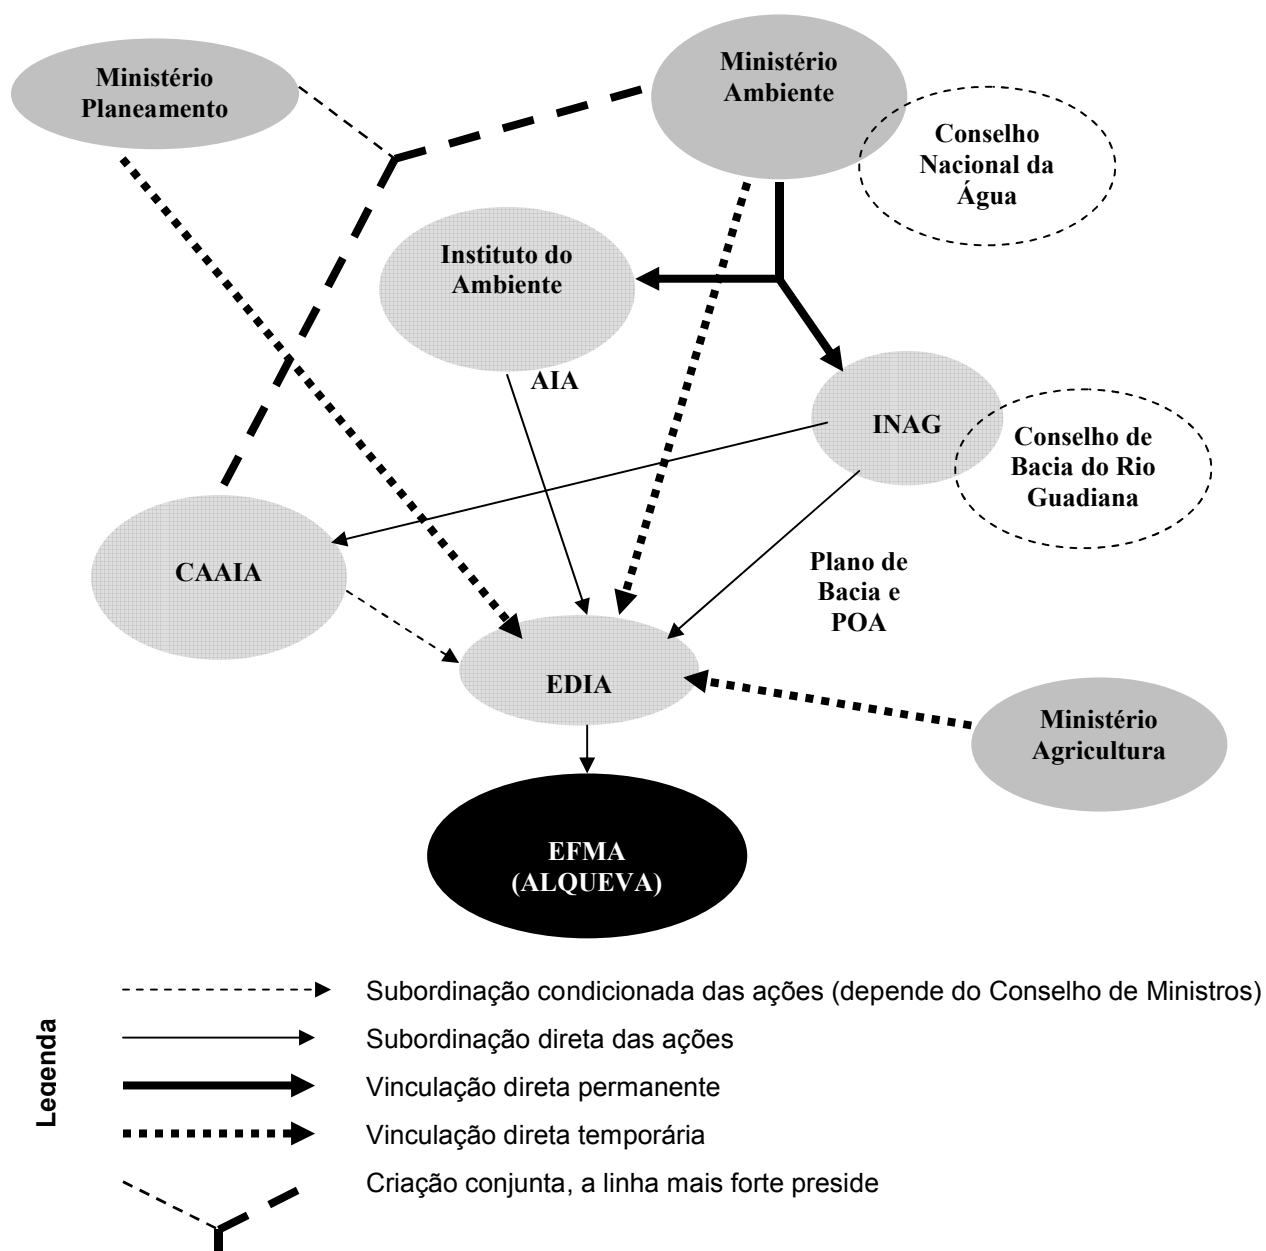 Ministério
Planeamento
Ministério
Ambiente
Conselho
Nacional da
Água
Instituto do
Ambiente
AIA
INAG
Conselho de
Bacia do Rio
Guadiana
CAAIA
Plano de
Bacia e
POA
EDIA
Ministério
Agricultura
EFMA
(ALQUEVA)
Legenda
Subordinação condicionada das ações (depende do Conselho de Ministros)
Subordinação direta das ações
Vinculação direta permanente
Vinculação direta temporária
Criação conjunta, a linha mais forte preside